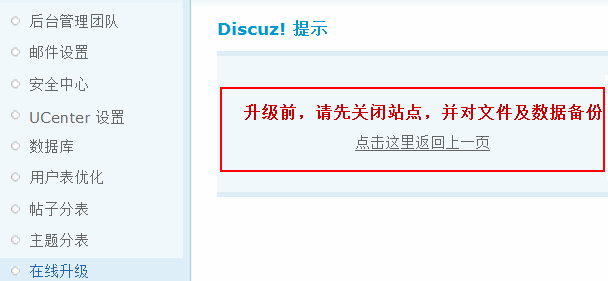 后台管理团队
邮件设置
安全中心
UCenter 设置
数据库
用户表优化
帖子分表
主题分表
在线升级
Discuz! 提示
升级前，请先关闭站点，并对文件及数据备份
点击这里返回上一页